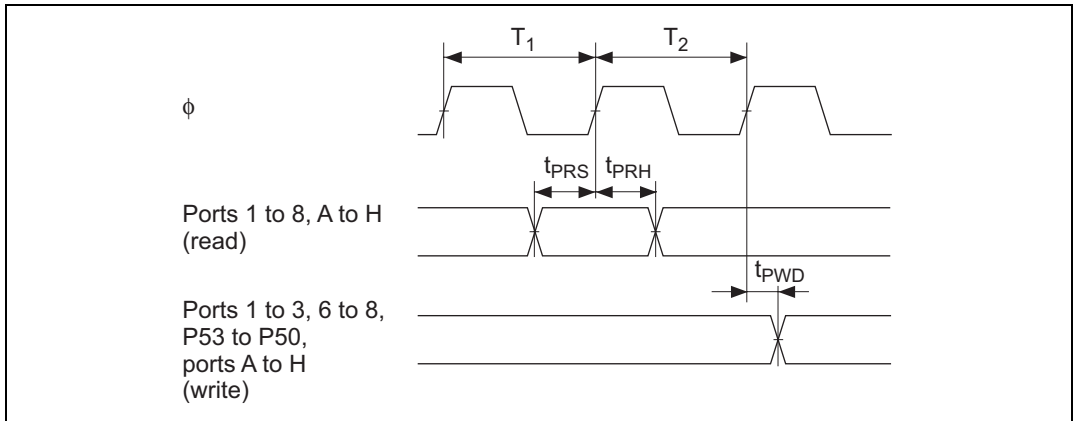 T1 T2
φ
tPRS tPRH
Ports 1 to 8, A to H
(read)
tPWD
Ports 1 to 3, 6 to 8,
P53 to P50,
ports A to H
(write)